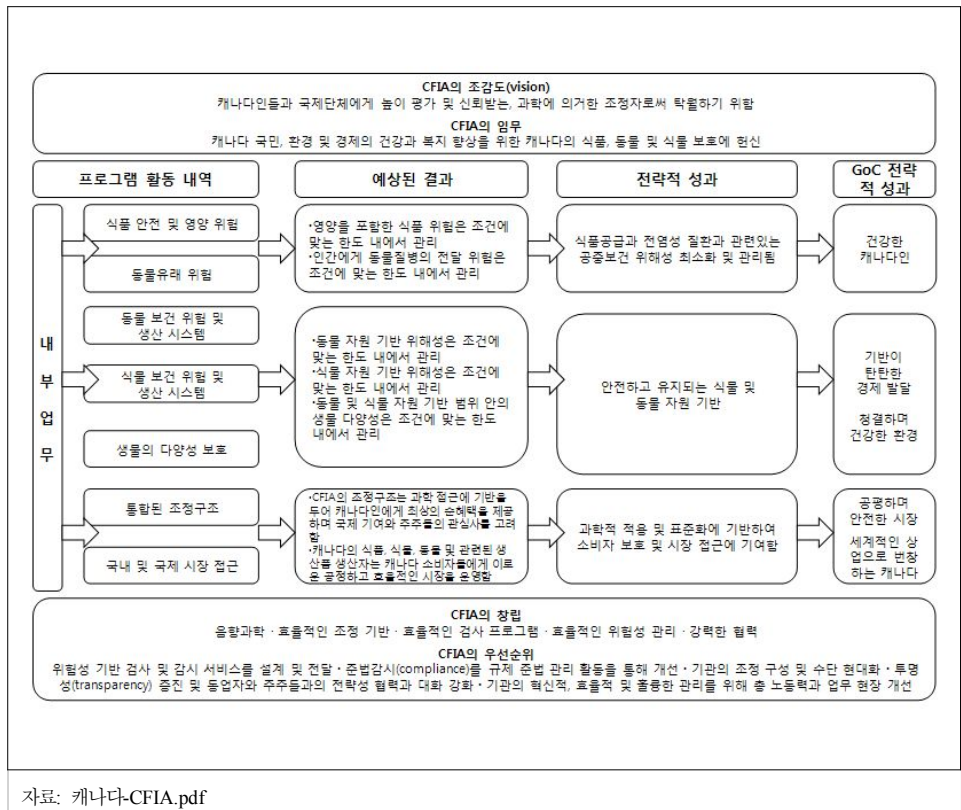 CFIA의 조감도(vision)
캐나다인들과 국제단체에게 높이 평가 및 신뢰받는, 과학에 의거한 조정자로써 탁월하기 위함
CFIA의 임무
캐나다 국민, 환경 및 경제의 건강과 복지 향상을 위한 캐나다의 식품, 동물 및 식물 보호에 헌신
프로그램 활동 내역
예상된 결과
전략적 성과
GoC 전략
적 성과
내
부
업
무
식품 안전 및 영양 위험
동물유래 위험
·영양을 포함한 식품 위험은 조건에
맞는 한도 내에서 관리
·인간에게 동물질병의 전달 위험은
조건에 맞는 한도 내에서 관리
식품공급과 전염성 질환과 관련있는
공중보건 위해성 최소화 및 관리됨
건강한
캐나다인
동물 보건 위험 및
생산 시스템
식물 보건 위험 및
생산 시스템
생물의 다양성 보호
·동물 자원 기반 위해성은 조건에
맞는 한도 내에서 관리
·식물 자원 기반 위해성은 조건에
맞는 한도 내에서 관리
·동물 및 식물 자원 기반 범위 안의
생물 다양성은 조건에 맞는 한도
내에서 관리
안전하고 유지되는 식물 및
동물 자원 기반
기반이
탄탄한
경제 발달
청결하며
건강한 환경
통합된 조정구조
국내 및 국제 시장 접근
·CFIA의 조정구조는 과학 접근에 기반을
두어 캐나다인에게 최상의 순혜택을 제공
하며 국제 기여와 주주들의 관심사를 고려
함
·캐나다의 식품, 식물, 동물 및 관련된 생
산품 생산자는 캐나다 소비자들에게 이로
운 공정하고 효율적인 시장을 운영함
과학적 적용 및 표준화에 기반하여
소비자 보호 및 시장 접근에 기여함
공평하며
안전한 시장
세계적인 상
업으로 번창
하는 캐나다
CFIA의 창립
음향과학 · 효율적인 조정 기반 · 효율적인 검사 프로그램 · 효율적인 위험성 관리 · 강력한 협력
CFIA의 우선순위
위험성 기반 검사 및 감시 서비스를 설계 및 전달 · 준법감시(compliance)를 규제 준법 관리 활동을 통해 개선 · 기관의 조정 구성 및 수단 현대화 · 투명
성(transparency) 증진 및 동업자와 주주들과의 전략성 협력과 대화 강화 · 기관의 혁신적, 효율적 및 훌륭한 관리를 위해 총 노동력과 업무 현장 개선
자료: 캐나다-CFIA.pdf